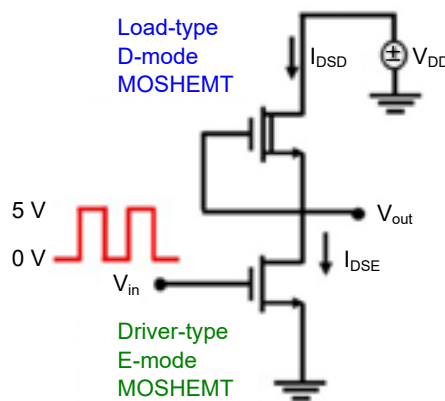 Load-type
D-mode
MOSHEMT
I_DSD
± V_DD
5 V
0 V
V_in
V_out
I_DSE
Driver-type
E-mode
MOSHEMT